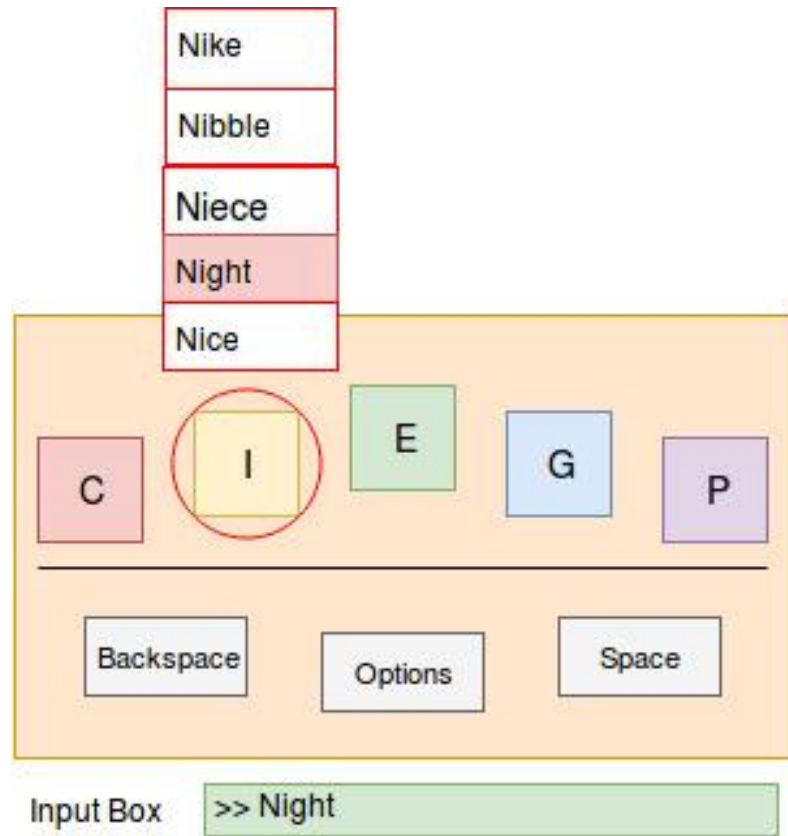 Nike
Nibble
Niece
Night
Nice
C
I
E
G
P
Backspace
Options
Space
Input Box
>> Night